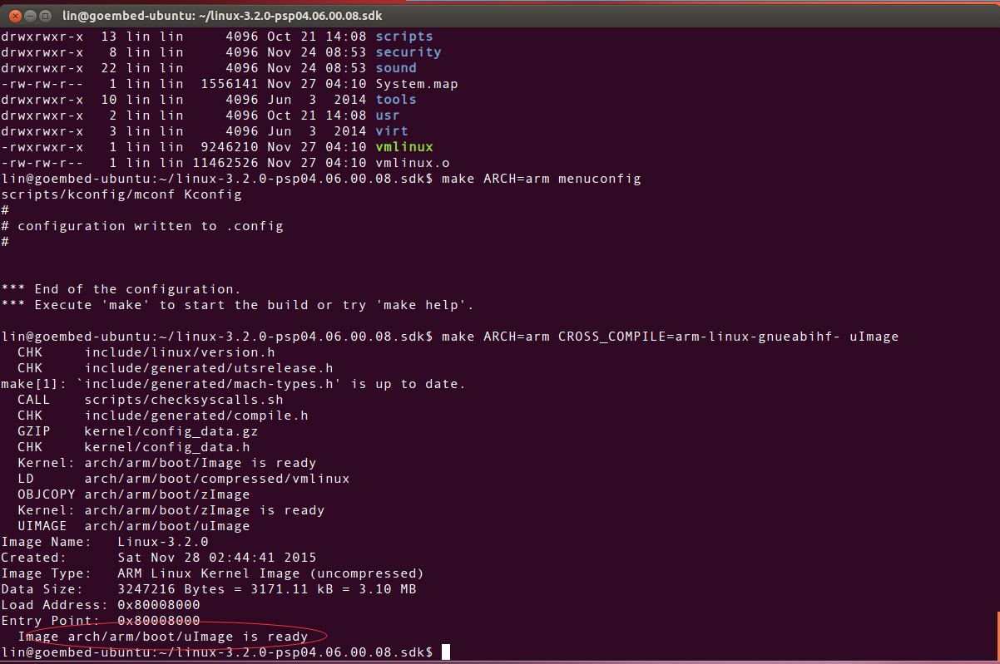 lin@goembed-ubuntu: ~/linux-3.2.0-psp04.06.00.08.sdk
drwxrwxr-x  13 lin lin     4096 Oct 21 14:08 scripts
drwxrwxr-x   8 lin lin     4096 Nov 24 08:53 security
drwxrwxr-x  22 lin lin     4096 Nov 24 08:53 sound
-rw-rw-r--   1 lin lin  1556141 Nov 27 04:10 System.map
drwxrwxr-x  10 lin lin     4096 Jun  3  2014 tools
drwxrwxr-x   2 lin lin     4096 Oct 21 14:08 usr
drwxrwxr-x   3 lin lin     4096 Jun  3  2014 virt
-rwxrwxr-x   1 lin lin  9246210 Nov 27 04:10 vmlinux
-rw-rw-r--   1 lin lin 11462526 Nov 27 04:10 vmlinux.o
lin@goembed-ubuntu:~/linux-3.2.0-psp04.06.00.08.sdk$ make ARCH=arm menuconfig
scripts/kconfig/mconf Kconfig
#
# configuration written to .config
#
*** End of the configuration.
*** Execute 'make' to start the build or try 'make help'.
lin@goembed-ubuntu:~/linux-3.2.0-psp04.06.00.08.sdk$ make ARCH=arm CROSS_COMPILE=arm-linux-gnueabihf- uImage
  CHK     include/linux/version.h
  CHK     include/generated/utsrelease.h
make[1]: `include/generated/mach-types.h' is up to date.
  CALL    scripts/checksyscalls.sh
  CHK     include/generated/compile.h
  GZIP    kernel/config_data.gz
  CHK     kernel/config_data.h
  Kernel: arch/arm/boot/Image is ready
  LD      arch/arm/boot/compressed/vmlinux
  OBJCOPY arch/arm/boot/zImage
  Kernel: arch/arm/boot/zImage is ready
  UIMAGE  arch/arm/boot/uImage
Image Name:   Linux-3.2.0
Created:      Sat Nov 28 02:44:41 2015
Image Type:   ARM Linux Kernel Image (uncompressed)
Data Size:    3247216 Bytes = 3171.11 kB = 3.10 MB
Load Address: 0x80008000
Entry Point:  0x80008000
  Image arch/arm/boot/uImage is ready
lin@goembed-ubuntu:~/linux-3.2.0-psp04.06.00.08.sdk$